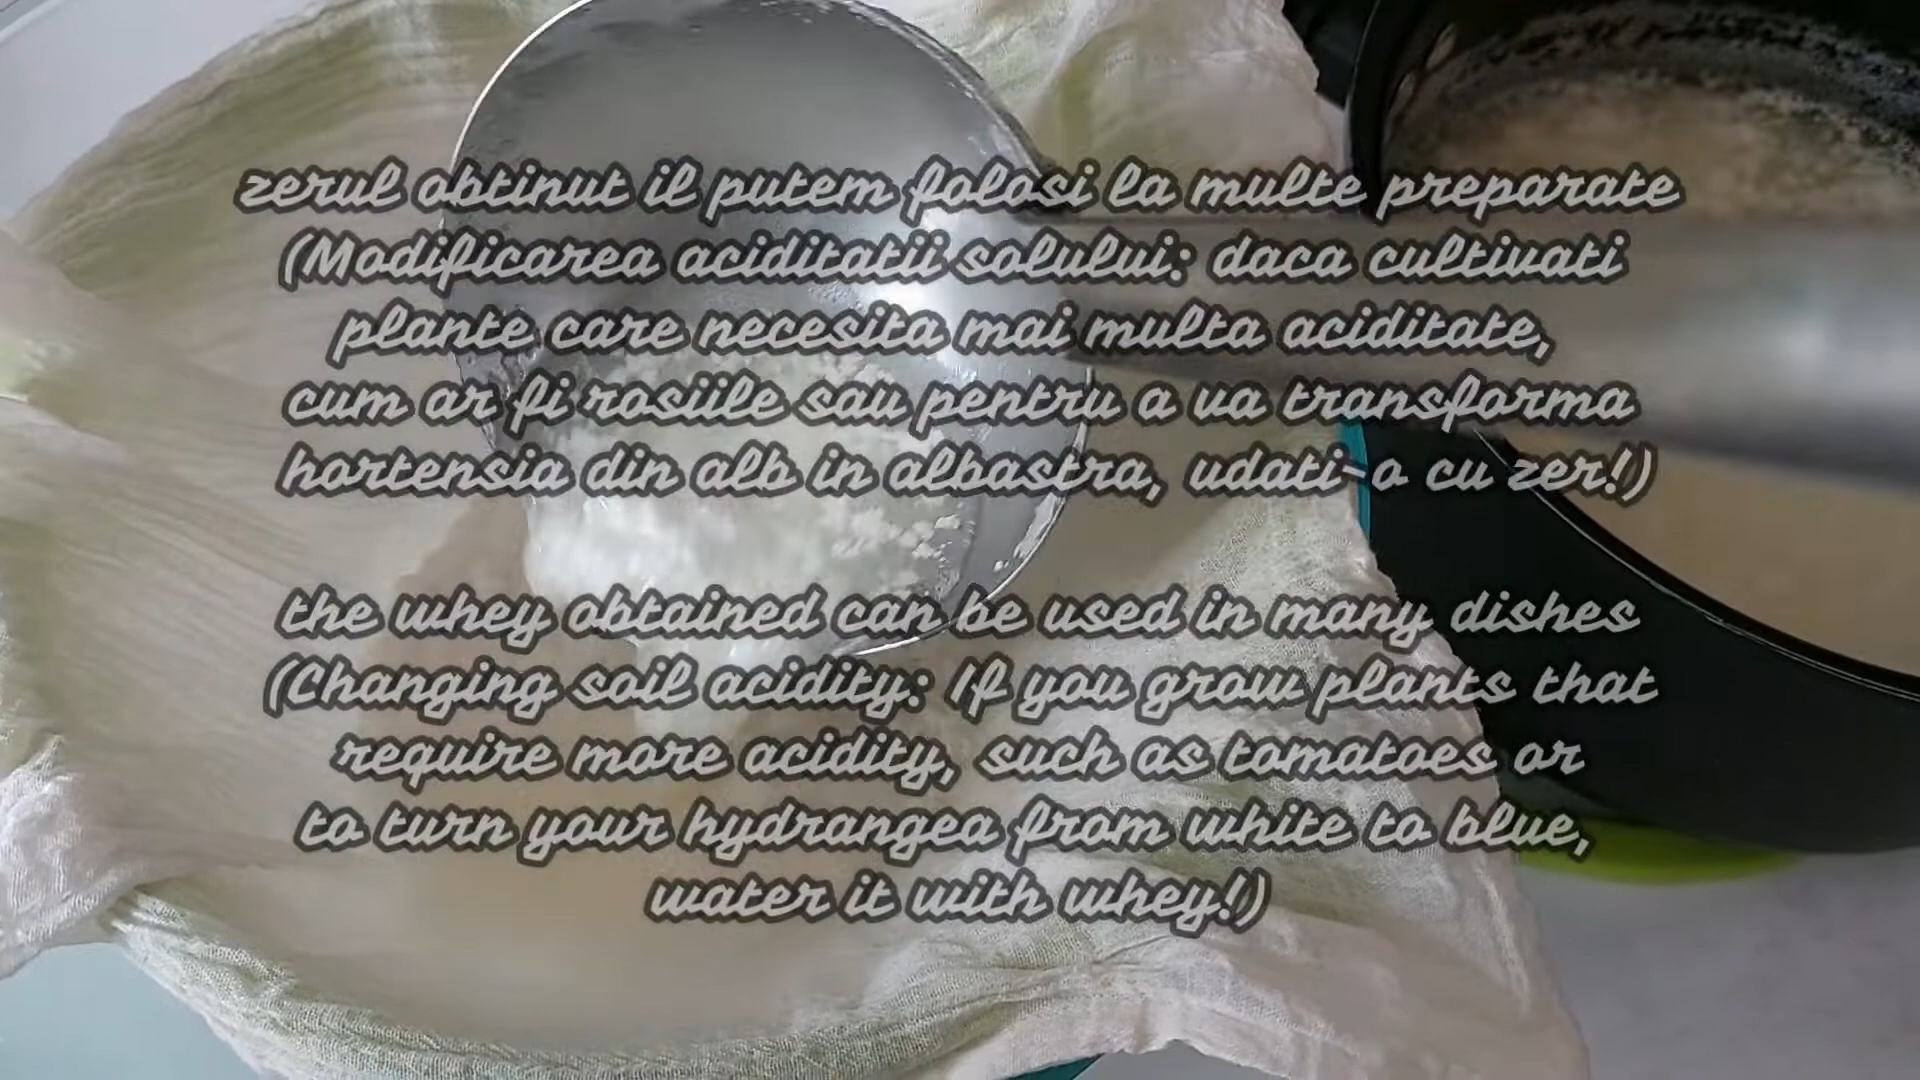 zerul obtinut il putem folosi la multe preparate
(Modificarea aciditatii solului: daca cultivati
plante care necesita mai multa aciditate,
cum ar fi rosiile sau pentru a va transforma
hortensia din alb in albastra, udati-o cu zer!)
the whey obtained can be used in many dishes
(Changing soil acidity: If you grow plants that
require more acidity, such as tomatoes or
to turn your hydrangea from white to blue,
water it with whey!)